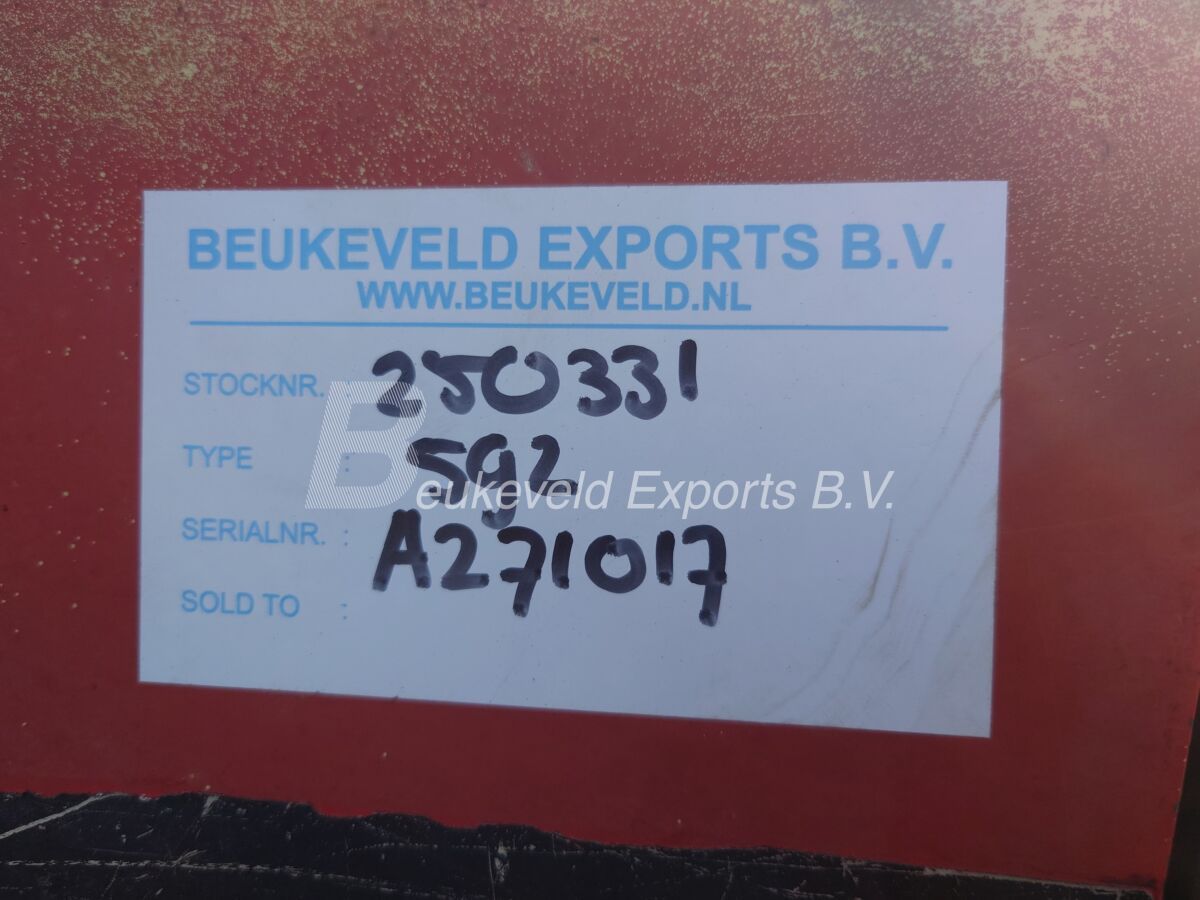 BEUKEVELD EXPORTS B.V.
WWW.BEUKEVELD.NL
STOCKNR. : 250331
TYPE : 592
SERIALNR. : A271017
SOLD TO :
Beukeveld Exports B.V.